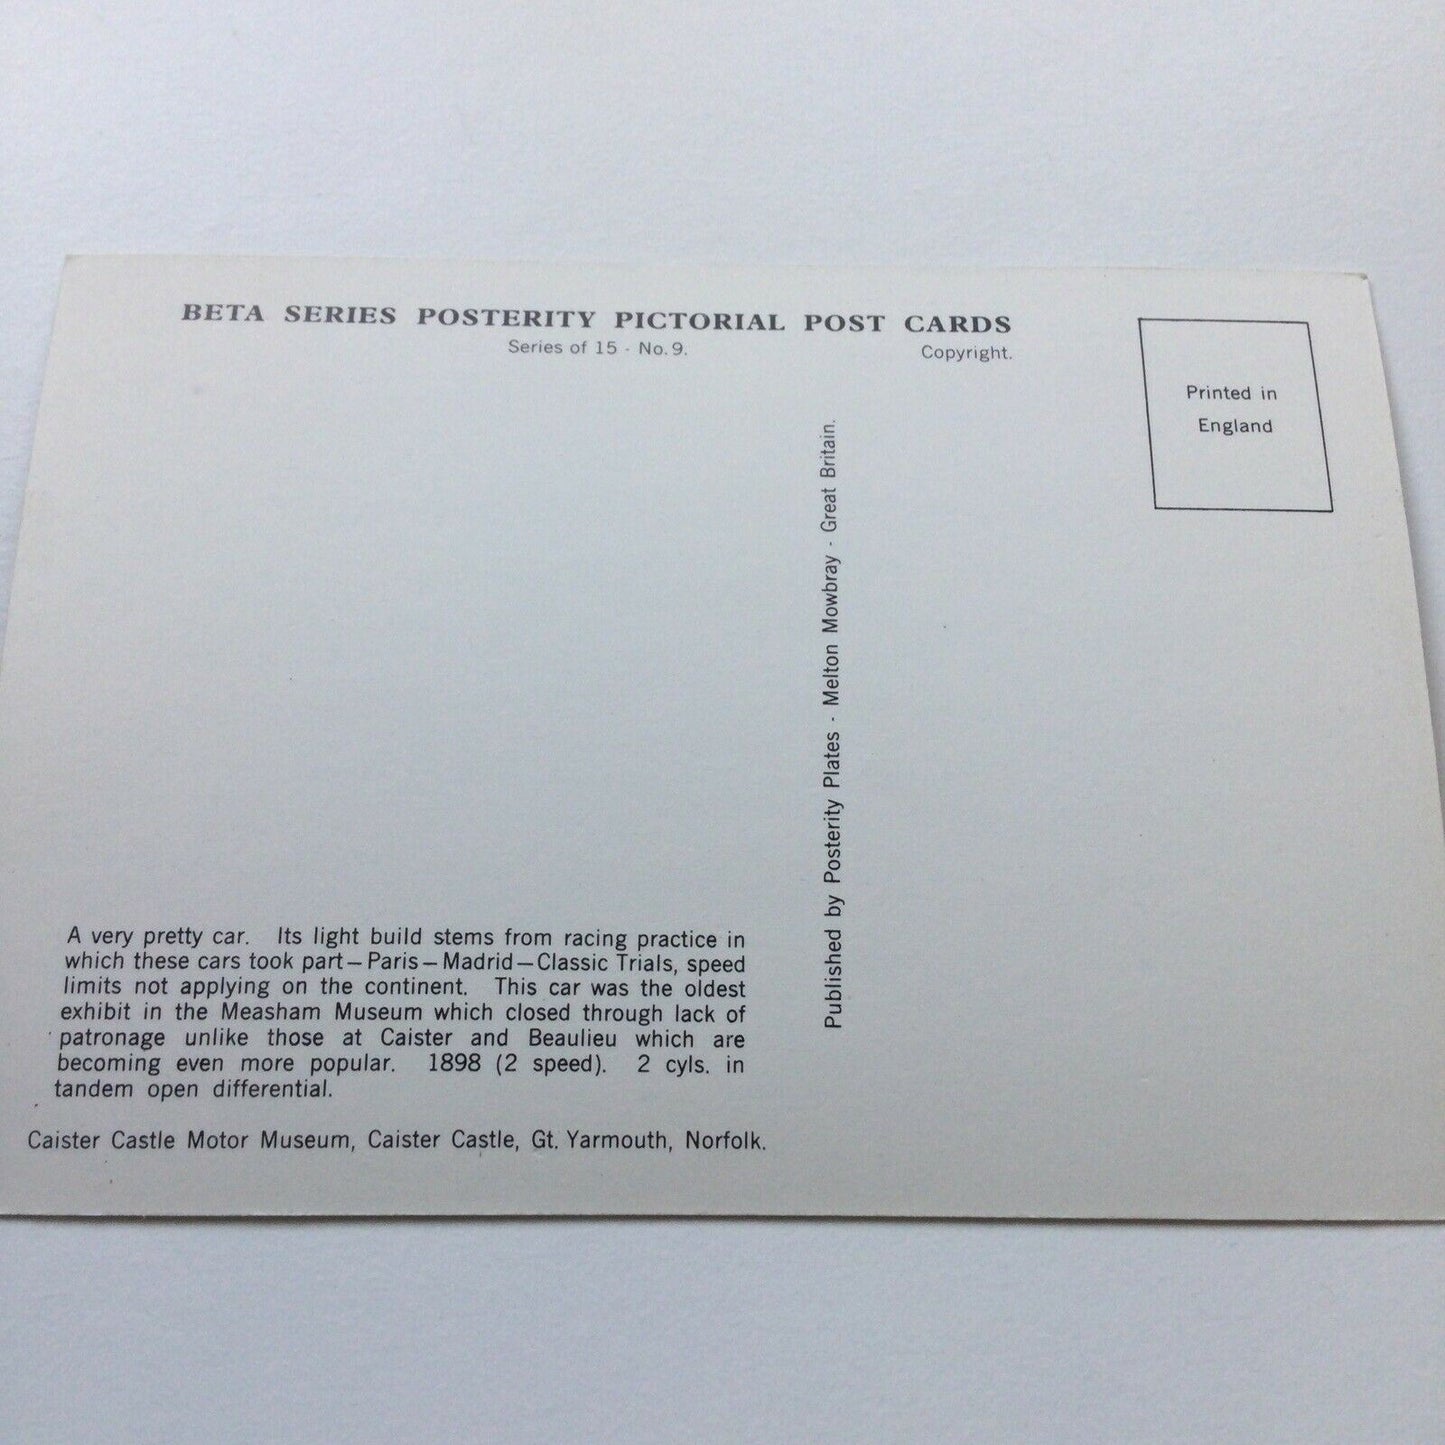 BETA SERIES POSTERITY PICTORIAL POST CARDS
Series of 15 - No. 9.
Copyright.
Printed in
England
Published by Posterity Plates - Melton Mowbray - Great Britain.
A very pretty car. Its light build stems from racing practice in
which these cars took part—Paris—Madrid—Classic Trials, speed
limits not applying on the continent. This car was the oldest
exhibit in the Measham Museum which closed through lack of
patronage unlike those at Caister and Beaulieu which are
becoming even more popular. 1898 (2 speed). 2 cyls. in
tandem open differential.
Caister Castle Motor Museum, Caister Castle, Gt. Yarmouth, Norfolk.